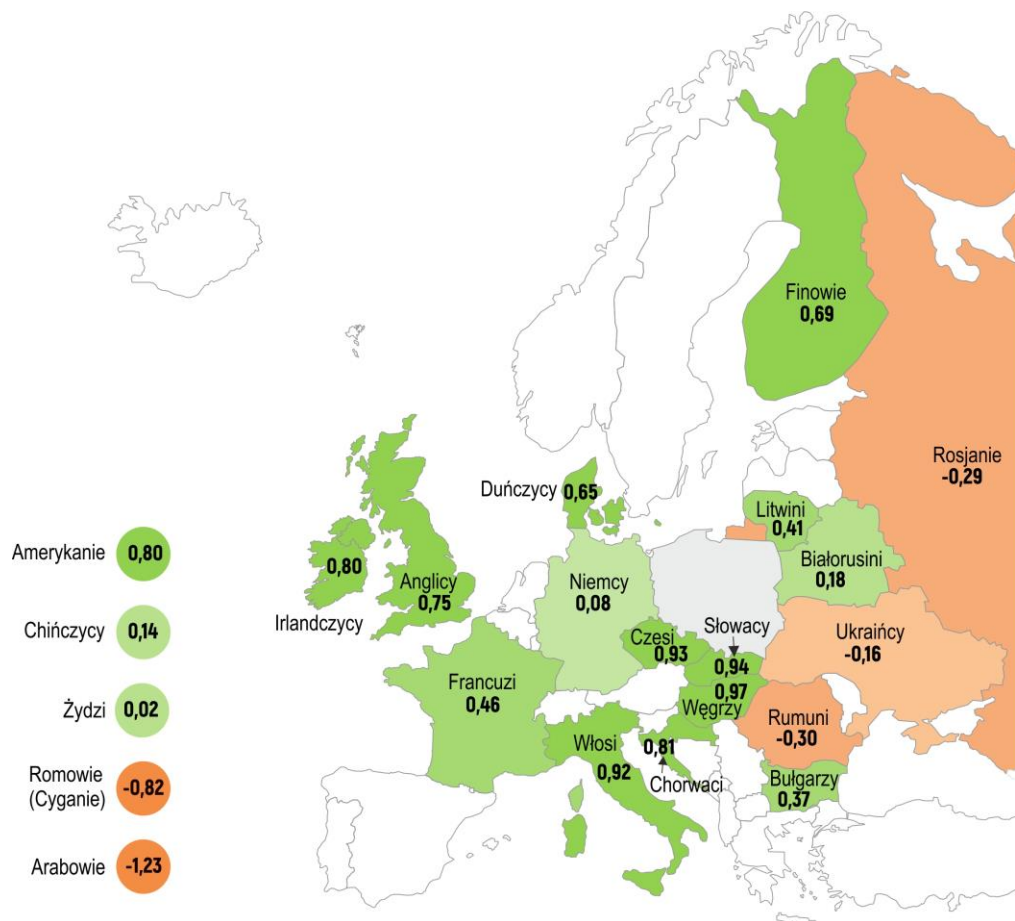 Finowie
0,69
Rosjanie
-0,29
Duńczycy
0,65
Litwini
0,41
Białorusini
0,18
Amerykanie
0,80
Irlandczycy
0,80
Anglicy
0,75
Niemcy
0,08
Chińczycy
0,14
Czesi
0,93
Słowacy
0,94
Ukraińcy
-0,16
Francuzi
0,46
Węgrzy
0,97
Żydzi
0,02
Rumuni
-0,30
Włosi
0,92
0,81
Chorwaci
Bułgarzy
0,37
Romowie
(Cyganie)
-0,82
Arabowie
-1,23